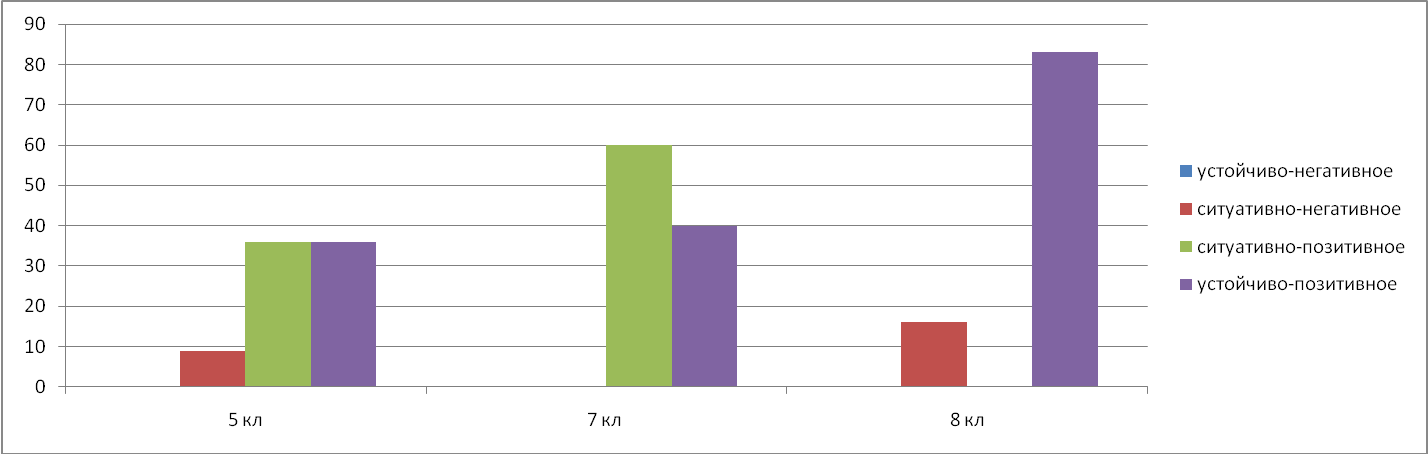 90
80
70
60
50
40
30
20
10
0
5 кл
7 кл
8 кл
устойчиво-негативное
ситуативно-негативное
ситуативно-позитивное
устойчиво-позитивное